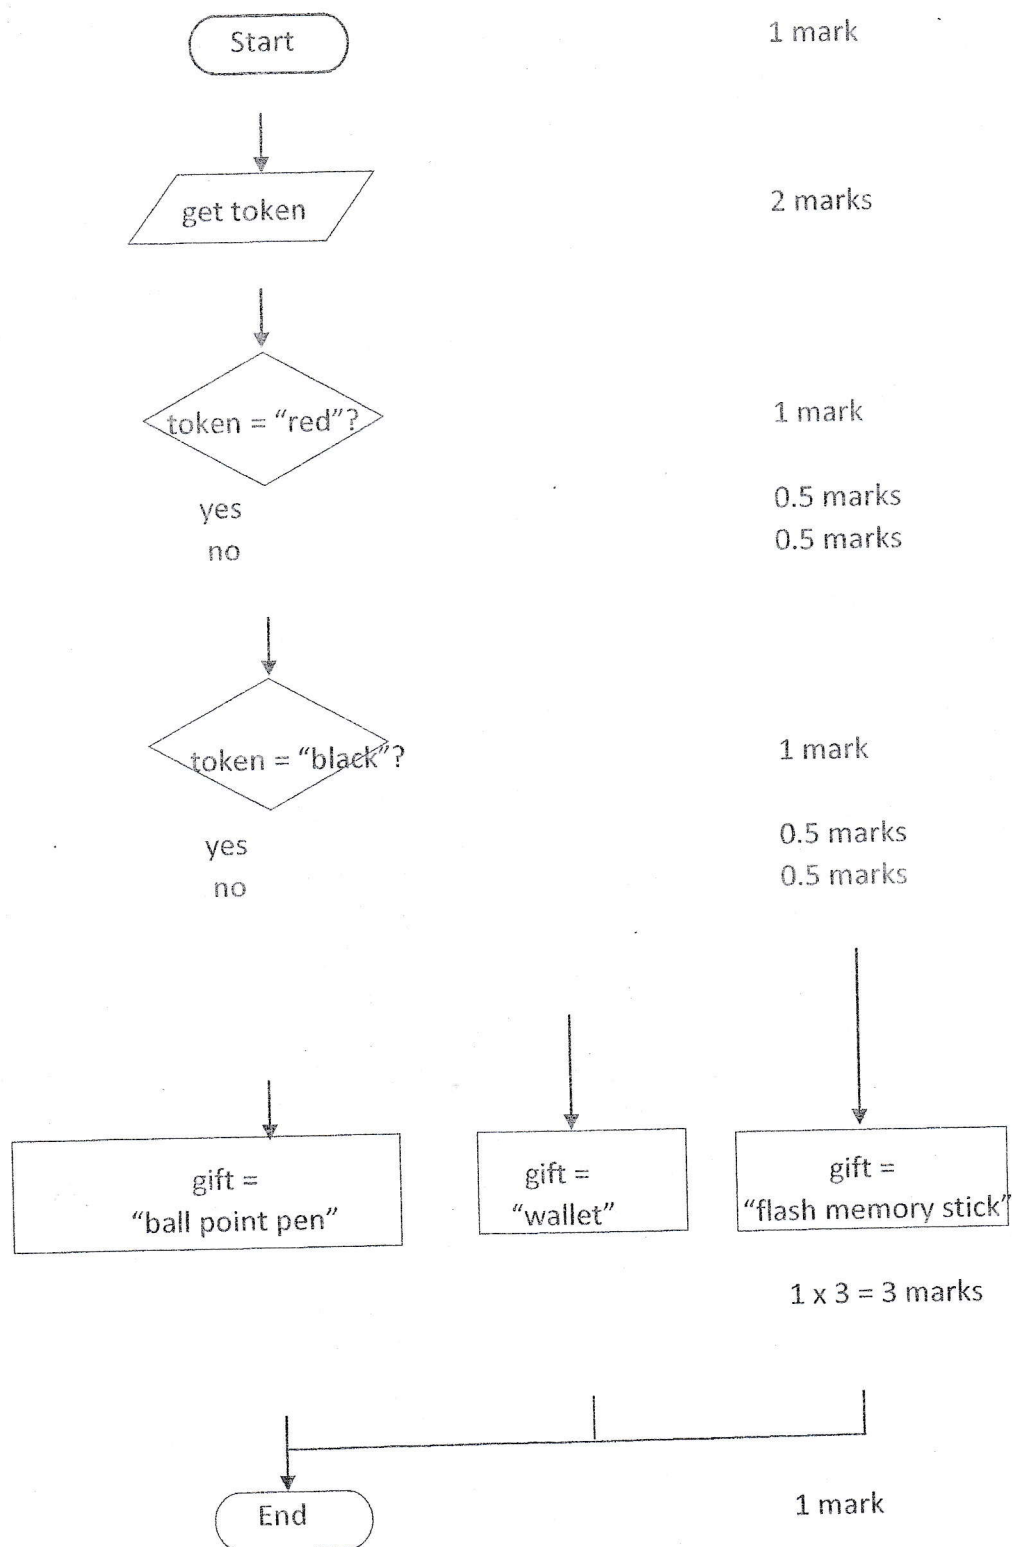 Start 1 mark
get token 2 marks
token = “red”? 1 mark
yes 0.5 marks
no 0.5 marks
token = “black”? 1 mark
yes 0.5 marks
no 0.5 marks
gift =
“ball point pen”
gift =
“wallet”
gift =
“flash memory stick”
1 x 3 = 3 marks
End 1 mark